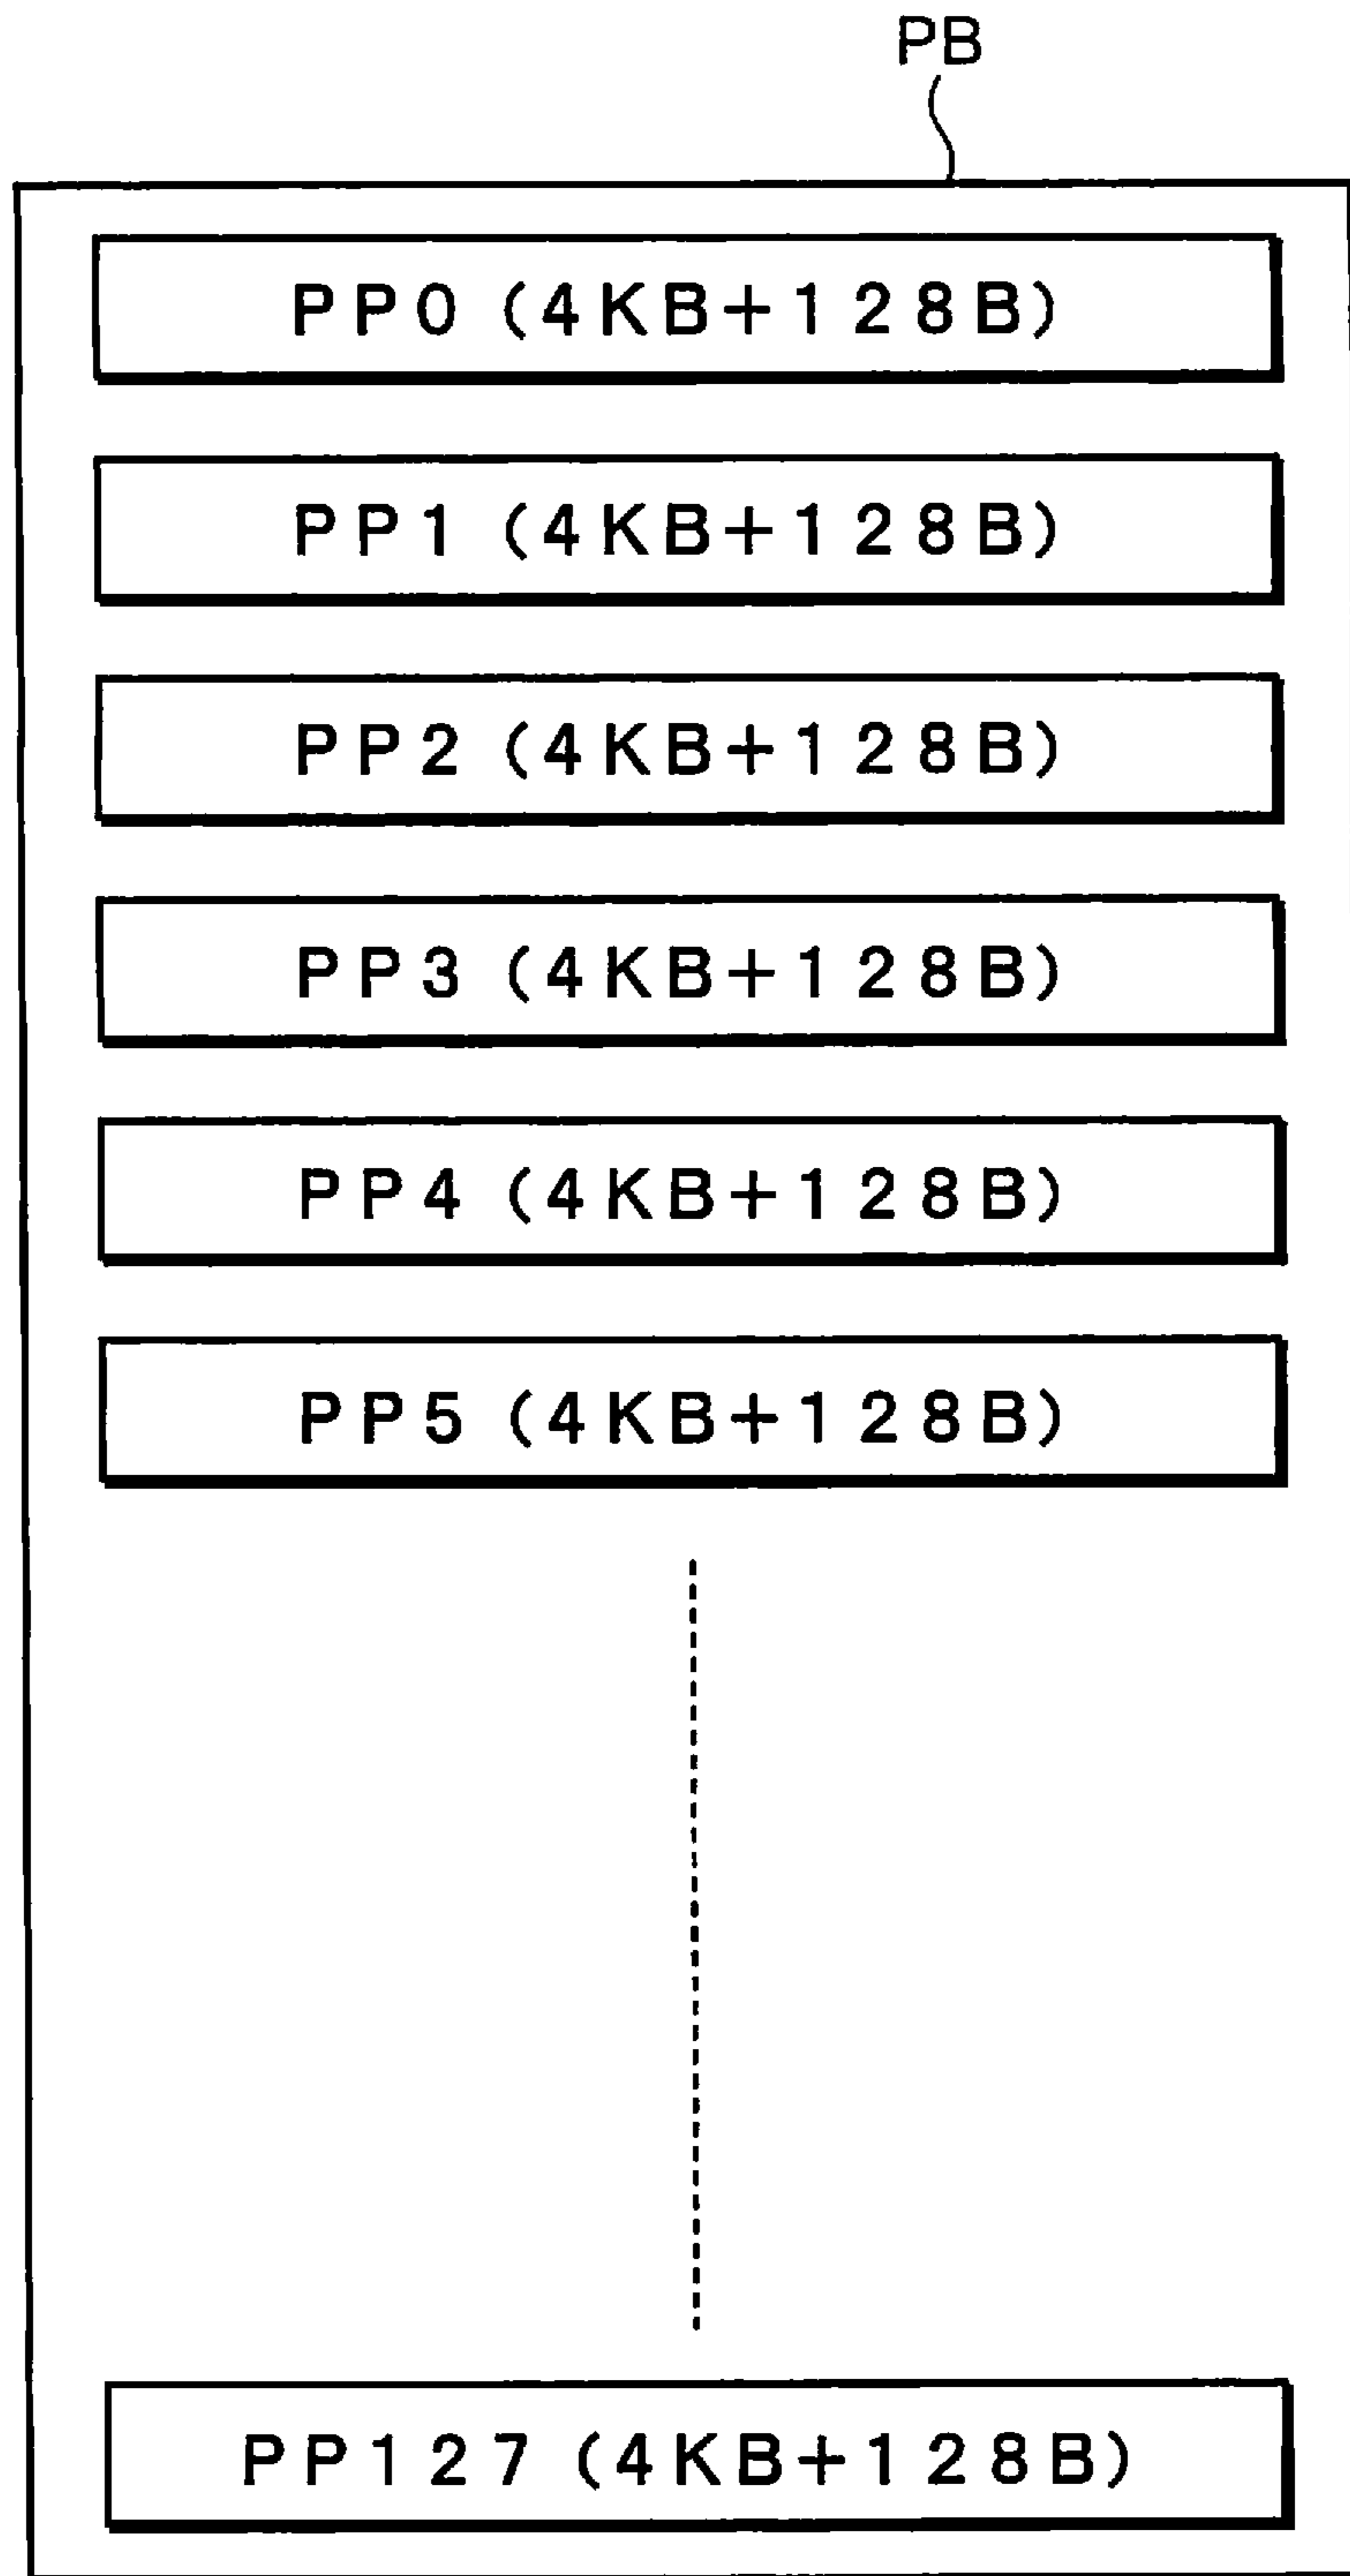 PB
PP0 (4KB+128B)
PP1 (4KB+128B)
PP2 (4KB+128B)
PP3 (4KB+128B)
PP4 (4KB+128B)
PP5 (4KB+128B)
PP127 (4KB+128B)